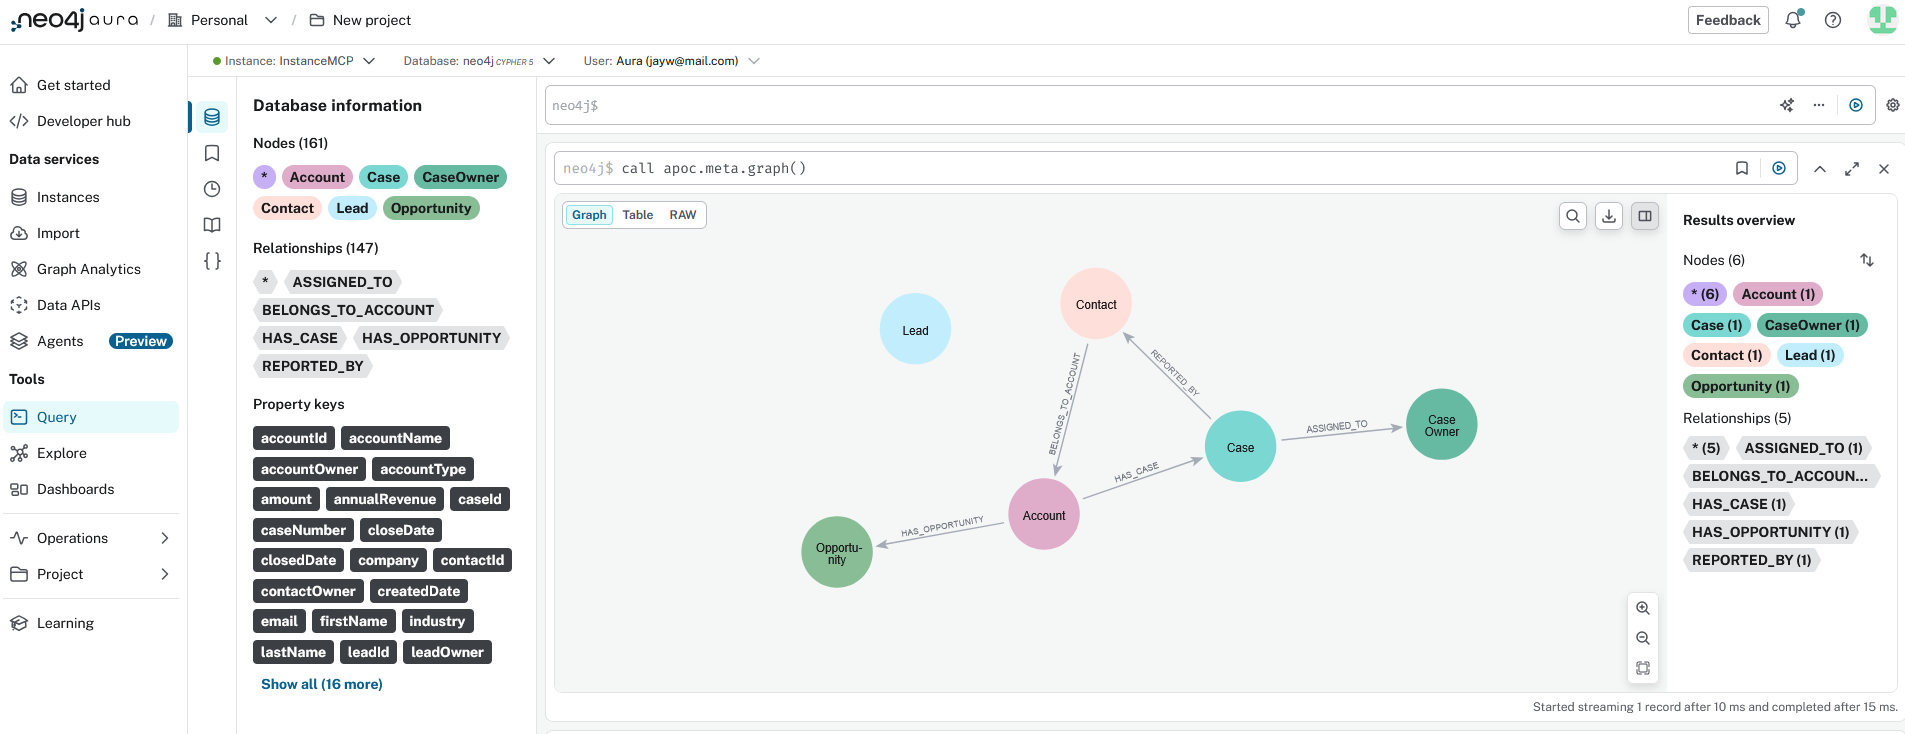 neo4j aura / Personal / New project Feedback
Instance: InstanceMCP Database: neo4j CYPHER 5 User: Aura (jayw@mail.com)
Get started
Developer hub
Data services
Instances
Import
Graph Analytics
Data APIs
Agents Preview
Tools
Query
Explore
Dashboards
Operations
Project
Learning
Database information
Nodes (161)
* Account Case CaseOwner
Contact Lead Opportunity
Relationships (147)
* ASSIGNED_TO
BELONGS_TO_ACCOUNT
HAS_CASE HAS_OPPORTUNITY
REPORTED_BY
Property keys
accountId accountName
accountOwner accountType
amount annualRevenue caseId
caseNumber closeDate
closedDate company contactId
contactOwner createdDate
email firstName industry
lastName leadId leadOwner
Show all (16 more)
neo4j$
neo4j$ call apoc.meta.graph()
Graph Table RAW
Contact
Lead
REPORTED_BY
BELONGS_TO_ACCOUNT
Case
Owner
ASSIGNED_TO
Case
HAS_CASE
Account
HAS_OPPORTUNITY
Opportu-
nity
Results overview
Nodes (6)
* (6) Account (1)
Case (1) CaseOwner (1)
Contact (1) Lead (1)
Opportunity (1)
Relationships (5)
* (5) ASSIGNED_TO (1)
BELONGS_TO_ACCOUN...
HAS_CASE (1)
HAS_OPPORTUNITY (1)
REPORTED_BY (1)
Started streaming 1 record after 10 ms and completed after 15 ms.